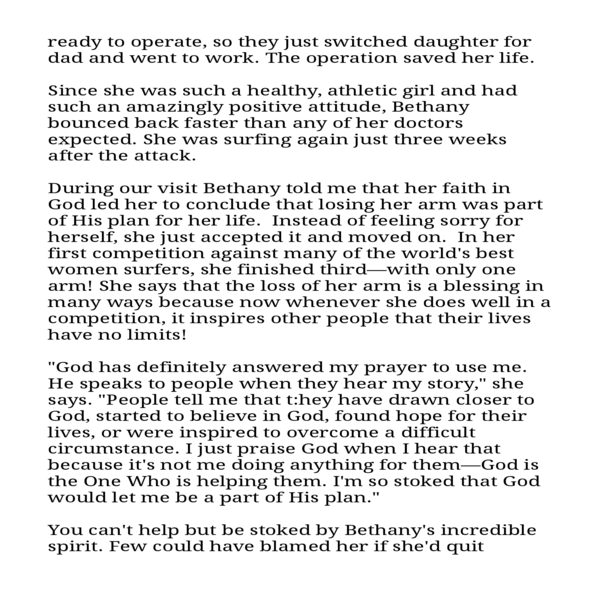 ready to operate, so they just switched daughter for
dad and went to work. The operation saved her life.
Since she was such a healthy, athletic girl and had
such an amazingly positive attitude, Bethany
bounced back faster than any of her doctors
expected. She was surfing again just three weeks
after the attack.
During our visit Bethany told me that her faith in
God led her to conclude that losing her arm was part
of His plan for her life.  Instead of feeling sorry for
herself, she just accepted it and moved on.  In her
first competition against many of the world's best
women surfers, she finished third—with only one
arm! She says that the loss of her arm is a blessing in
many ways because now whenever she does well in a
competition, it inspires other people that their lives
have no limits!
"God has definitely answered my prayer to use me.
He speaks to people when they hear my story," she
says. "People tell me that t:hey have drawn closer to
God, started to believe in God, found hope for their
lives, or were inspired to overcome a difficult
circumstance. I just praise God when I hear that
because it's not me doing anything for them—God is
the One Who is helping them. I'm so stoked that God
would let me be a part of His plan."
You can't help but be stoked by Bethany's incredible
spirit. Few could have blamed her if she'd quit